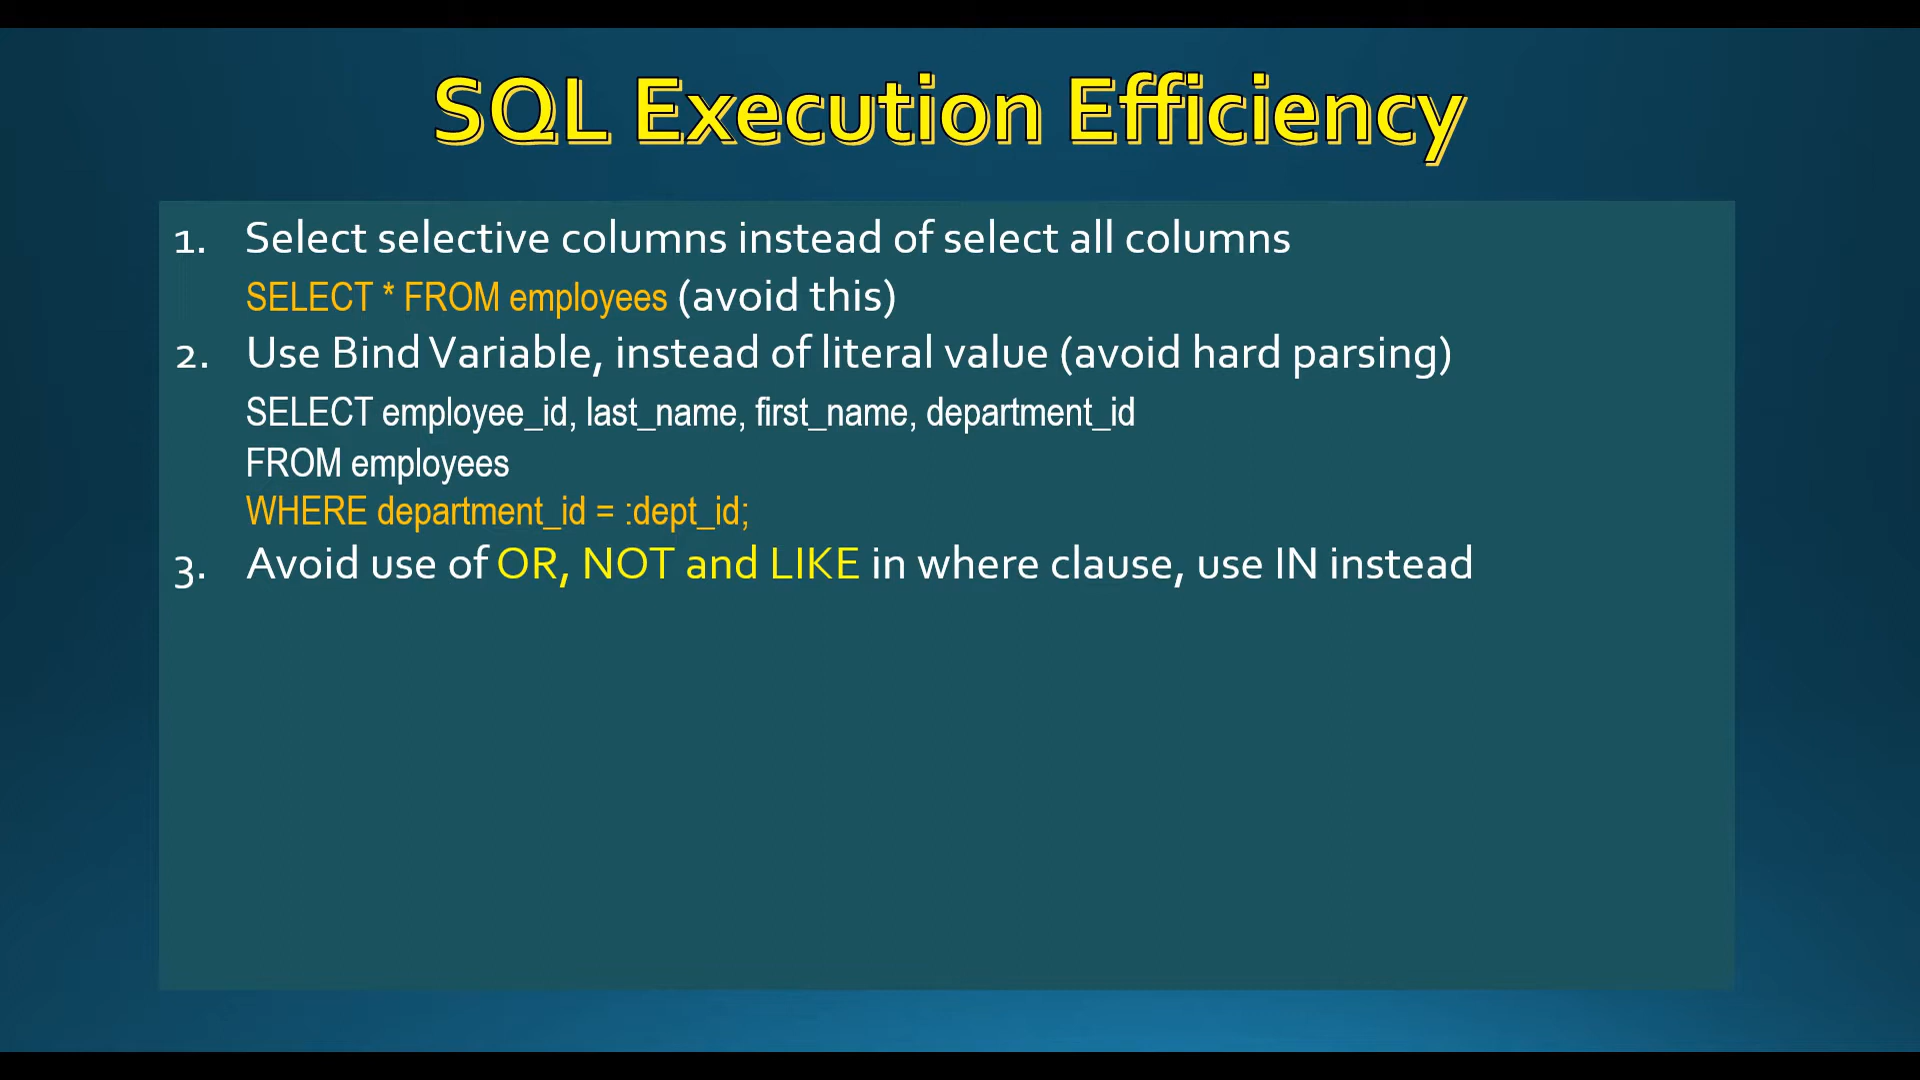 SQL Execution Efficiency
1. Select selective columns instead of select all columns
SELECT * FROM employees (avoid this)
2. Use Bind Variable, instead of literal value (avoid hard parsing)
SELECT employee_id, last_name, first_name, department_id
FROM employees
WHERE department_id = :dept_id;
3. Avoid use of OR, NOT and LIKE in where clause, use IN instead